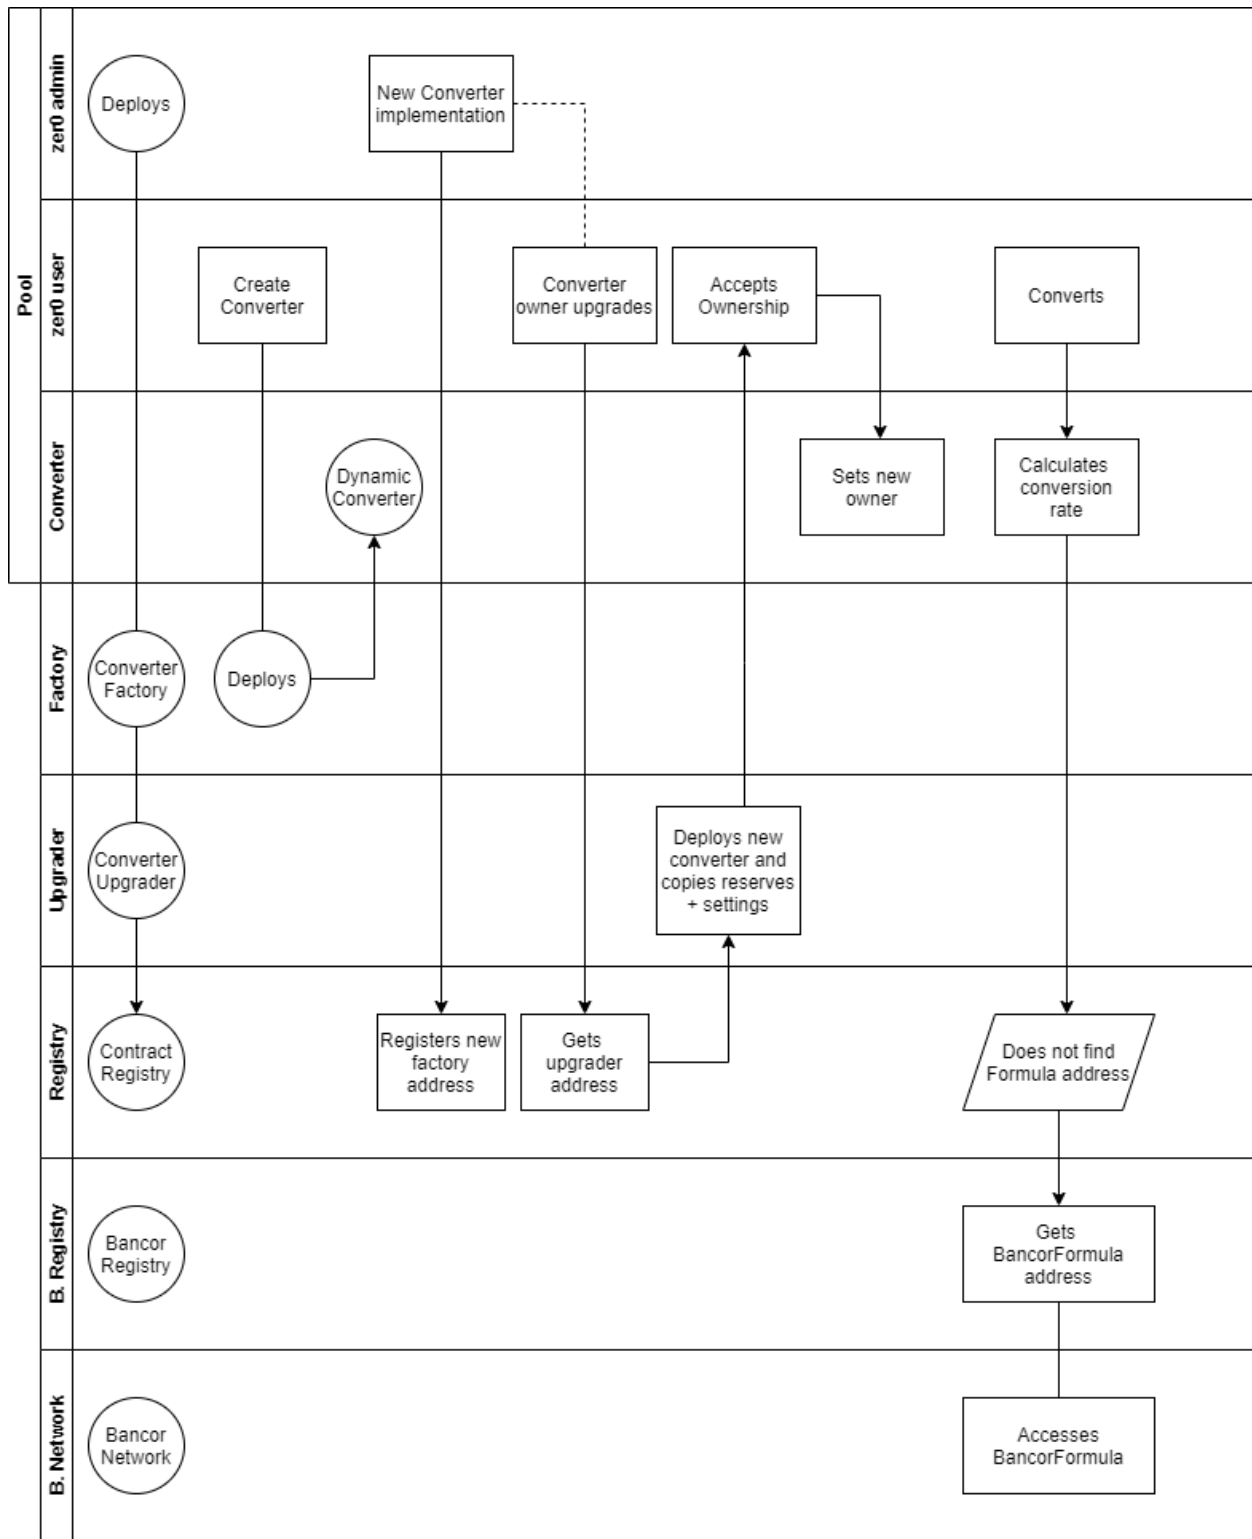 Pool
zer0 admin
Deploys
New Converter
implementation
zer0 user
Create
Converter
Converter
owner upgrades
Accepts
Ownership
Converts
Converter
Dynamic
Converter
Sets new
owner
Calculates
conversion
rate
Factory
Converter
Factory
Deploys
Upgrader
Converter
Upgrader
Deploys new
converter and
copies reserves
+ settings
Registry
Contract
Registry
Registers new
factory
address
Gets
upgrader
address
Does not find
Formula address
B. Registry
Bancor
Registry
Gets
BancorFormula
address
B. Network
Bancor
Network
Accesses
BancorFormula